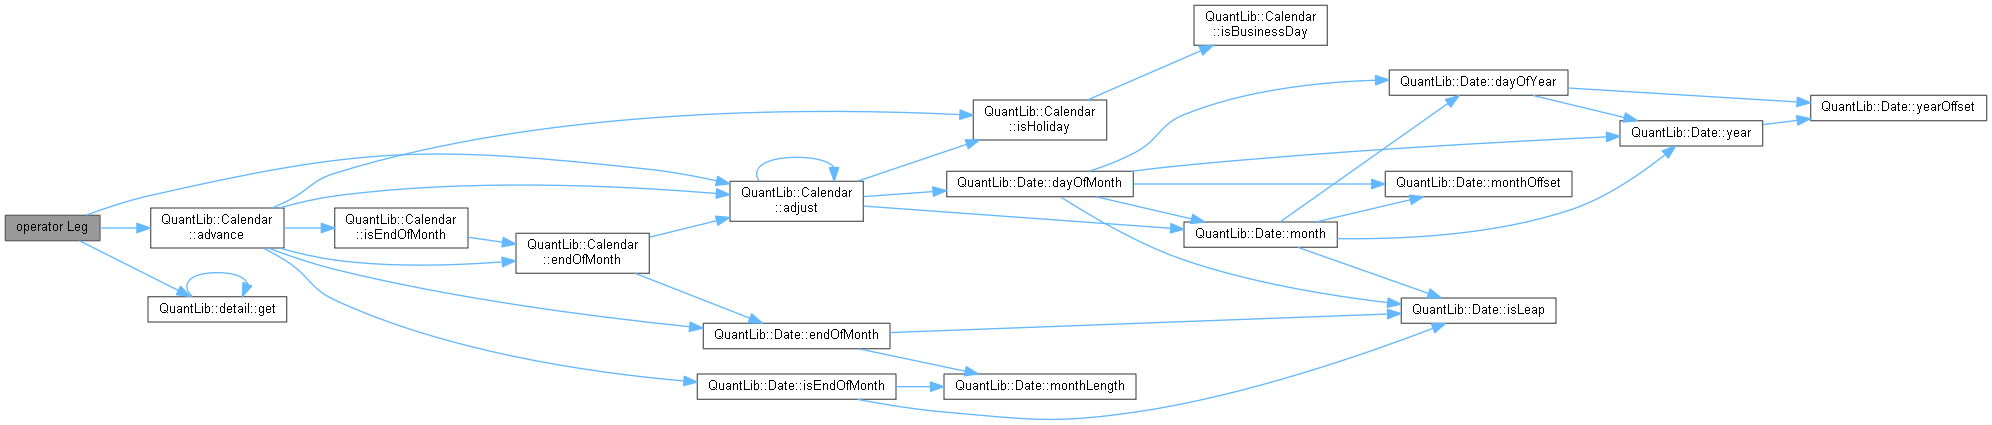 operator Leg
QuantLib::Calendar
::advance
QuantLib::detail::get
QuantLib::Calendar
::isEndOfMonth
QuantLib::Calendar
::endOfMonth
QuantLib::Calendar
::adjust
QuantLib::Date::endOfMonth
QuantLib::Date::isEndOfMonth
QuantLib::Calendar
::isHoliday
QuantLib::Date::dayOfMonth
QuantLib::Date::monthLength
QuantLib::Calendar
::isBusinessDay
QuantLib::Date::month
QuantLib::Date::dayOfYear
QuantLib::Date::monthOffset
QuantLib::Date::isLeap
QuantLib::Date::year
QuantLib::Date::yearOffset